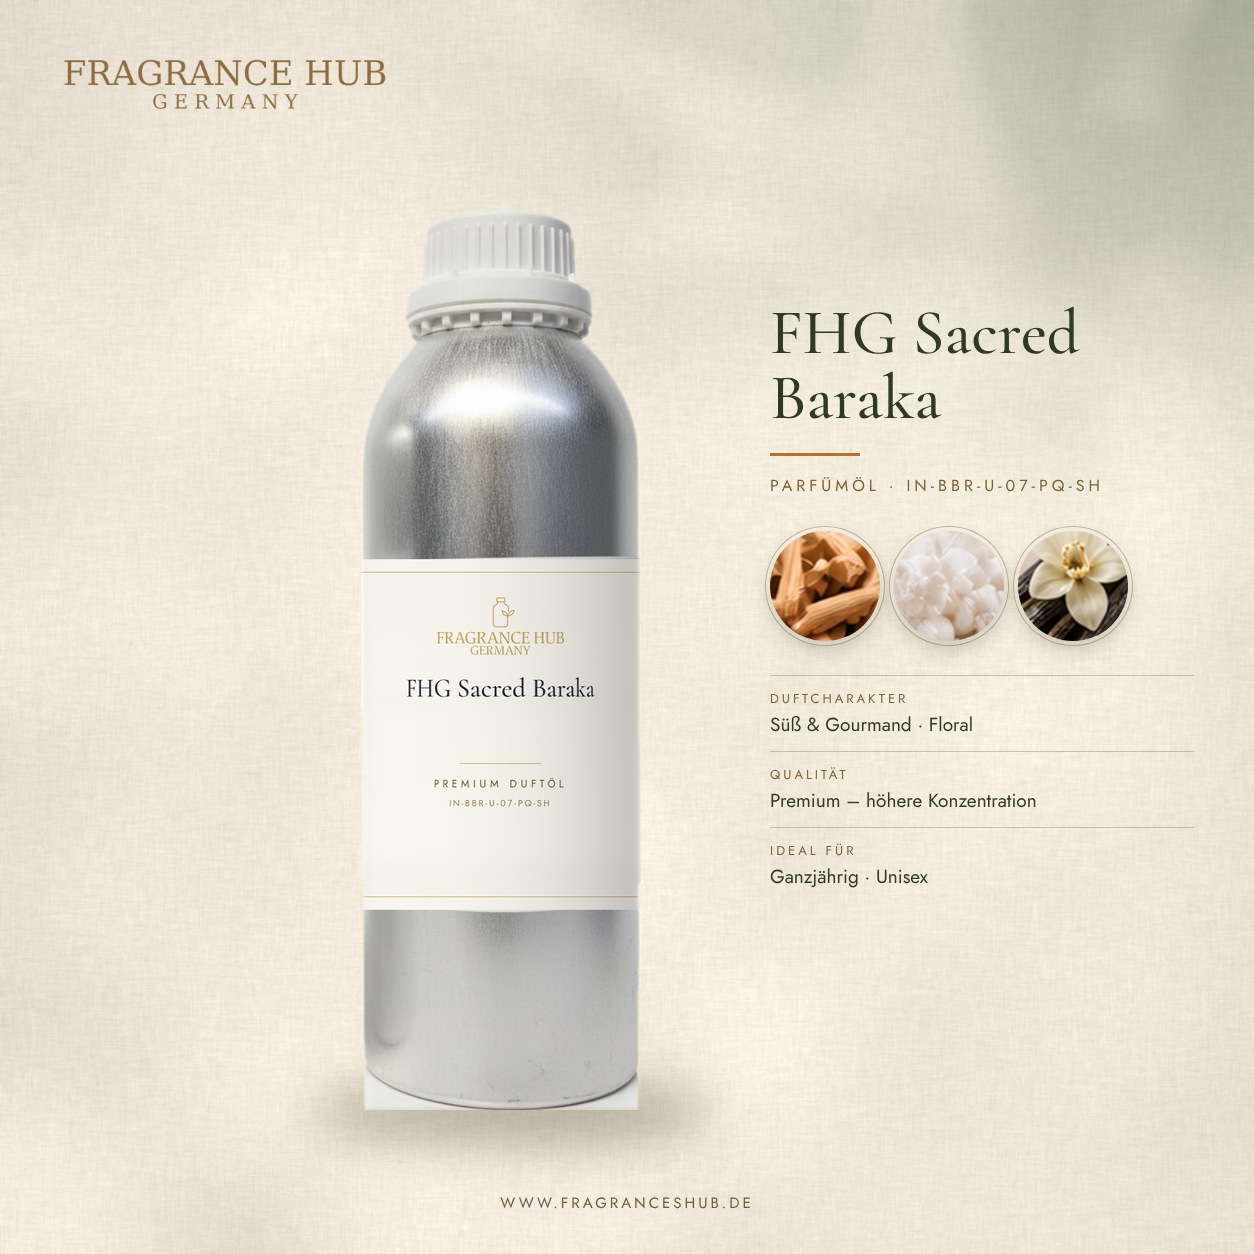 FRAGRANCE HUB
GERMANY
FHG Sacred
Baraka
PARFÜMÖL · IN-BBR-U-07-PQ-SH
DUFTCHARAKTER
Süß & Gourmand · Floral
QUALITÄT
Premium – höhere Konzentration
IDEAL FÜR
Ganzjährig · Unisex
FRAGRANCE HUB
GERMANY
FHG Sacred Baraka
PREMIUM DUFTÖL
IN-BBR-U-07-PQ-SH
WWW.FRAGRANCESHUB.DE